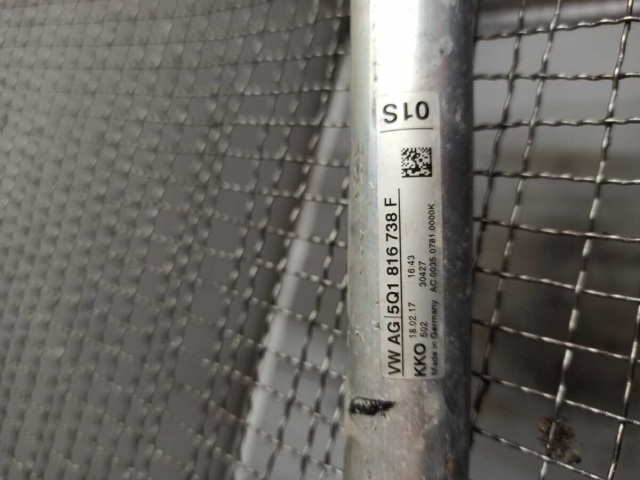 01S
VW AG 5Q1 816 738 F
KKO 18.02.17 16:43
502 30427
Made in Germany AC 0035 0781 0000K